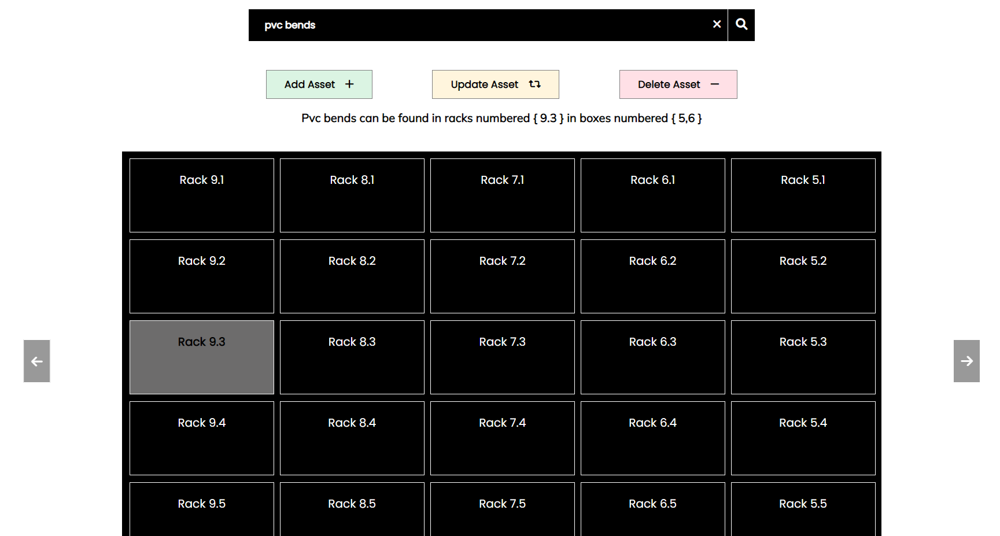 pvc bends
Add Asset
Update Asset
Delete Asset
Pvc bends can be found in racks numbered { 9.3 } in boxes numbered { 5,6 }
Rack 9.1 Rack 8.1 Rack 7.1 Rack 6.1 Rack 5.1
Rack 9.2 Rack 8.2 Rack 7.2 Rack 6.2 Rack 5.2
Rack 9.3 Rack 8.3 Rack 7.3 Rack 6.3 Rack 5.3
Rack 9.4 Rack 8.4 Rack 7.4 Rack 6.4 Rack 5.4
Rack 9.5 Rack 8.5 Rack 7.5 Rack 6.5 Rack 5.5